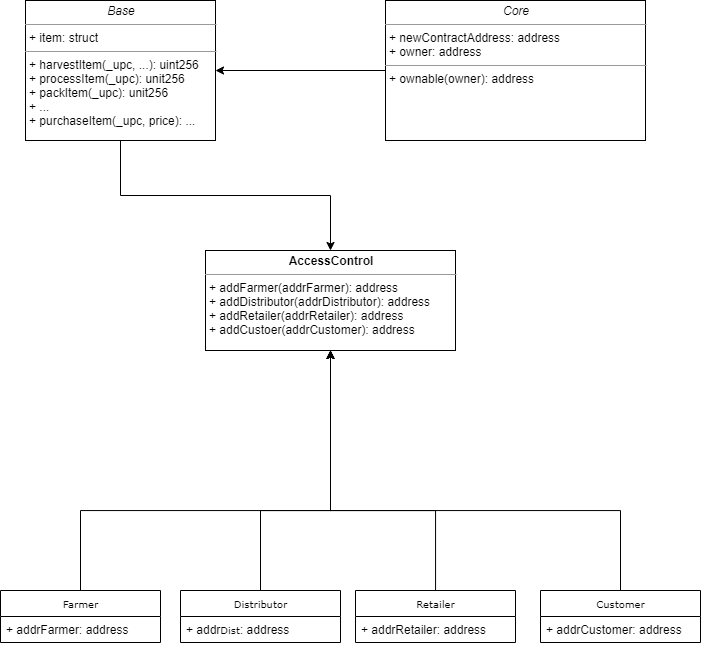 Base
+ item: struct
+ harvestItem(_upc, ...): uint256
+ processItem(_upc): unit256
+ packItem(_upc): unit256
+ ...
+ purchaseItem(_upc, price): ...
Core
+ newContractAddress: address
+ owner: address
+ ownable(owner): address
AccessControl
+ addFarmer(addrFarmer): address
+ addDistributor(addrDistributor): address
+ addRetailer(addrRetailer): address
+ addCustoer(addrCustomer): address
Farmer
+ addrFarmer: address
Distributor
+ addrDist: address
Retailer
+ addrRetailer: address
Customer
+ addrCustomer: address